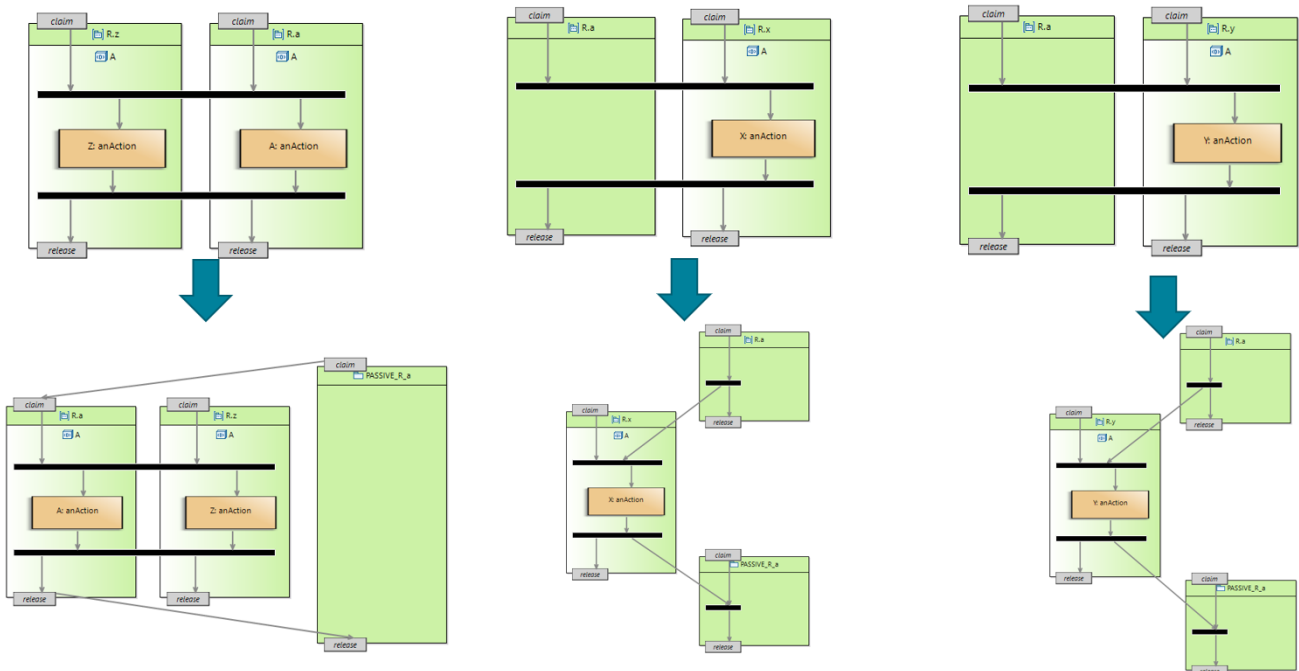 claim
claim
R.z
R.a
A
A
Z: anAction
A: anAction
release
release
claim
claim
R.a
R.x
A
X: anAction
release
release
claim
claim
R.a
R.y
A
Y: anAction
release
release
claim
PASSIVE_R_a
claim
claim
R.a
R.z
A
A
A: anAction
Z: anAction
release
release
release
claim
R.a
release
claim
R.x
A
X: anAction
release
claim
PASSIVE_R_a
release
claim
R.a
release
claim
R.y
A
Y: anAction
release
claim
PASSIVE_R_a
release